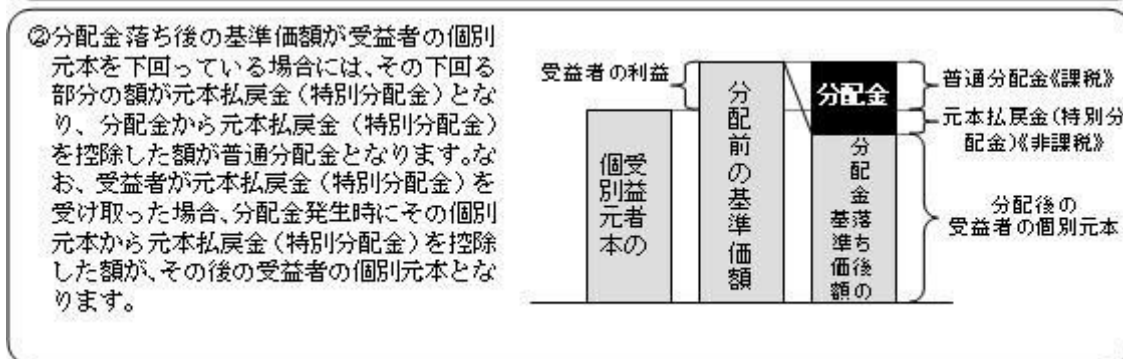 ②分配金落ち後の基準価額が受益者の個別
元本を下回っている場合には、その下回る
部分の額が元本払戻金（特別分配金）とな
り、分配金から元本払戻金（特別分配金）
を控除した額が普通分配金となります。な
お、受益者が元本払戻金（特別分配金）を
受け取った場合、分配金発生時にその個別
元本から元本払戻金（特別分配金）を控除
した額が、その後の受益者の個別元本とな
ります。
受益者の利益
受益者の
個別元本
分配前の基準価額
分配金
分配金
落ち後の
基準価額
普通分配金《課税》
元本払戻金（特別分
配金）《非課税》
分配後の
受益者の個別元本